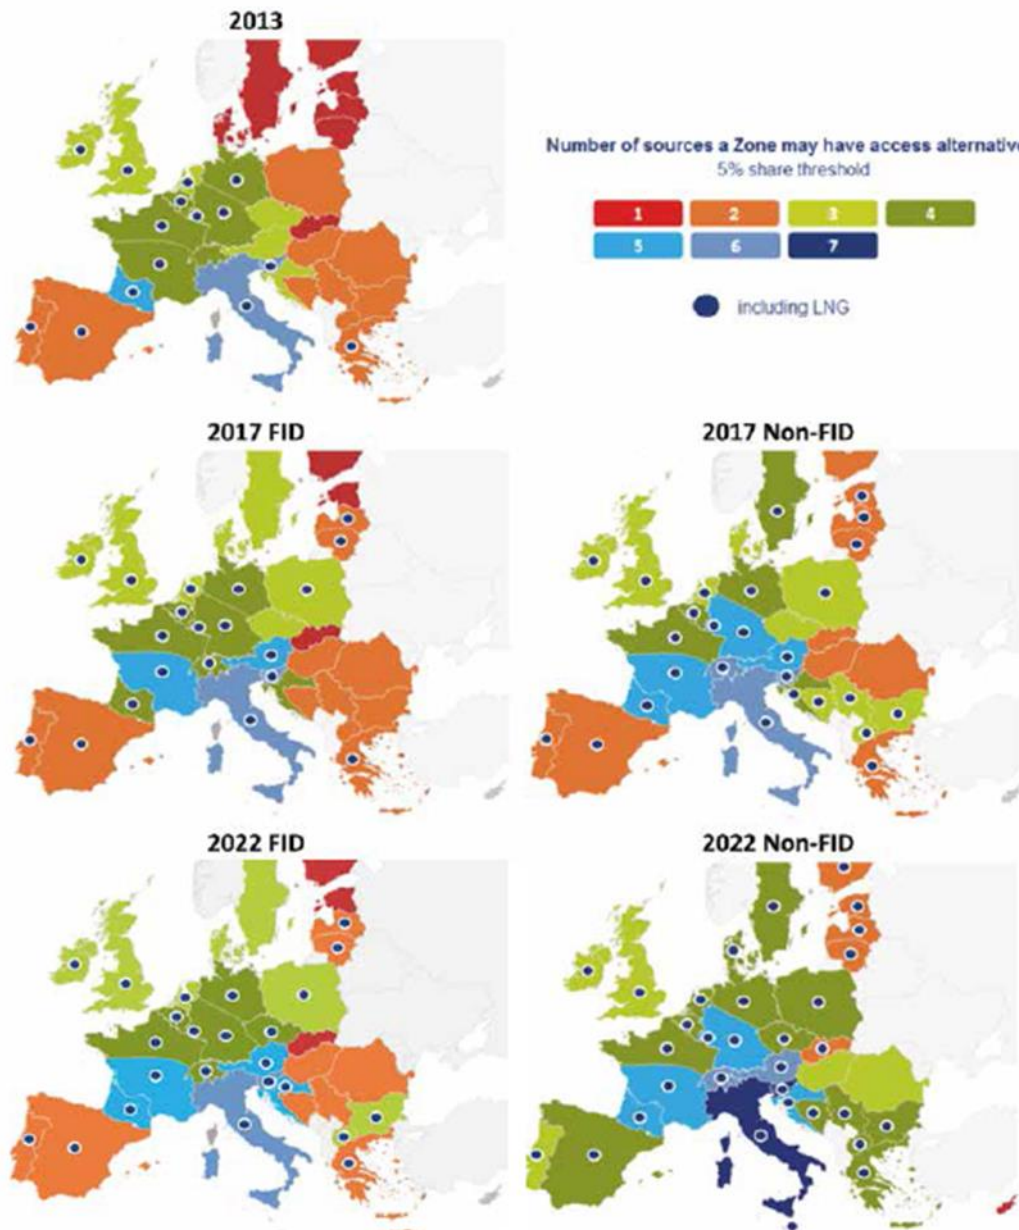 2013
Number of sources a Zone may have access alternative
5% share threshold
1 2 3 4
5 6 7
including LNG
2017 FID 2017 Non-FID
2022 FID 2022 Non-FID